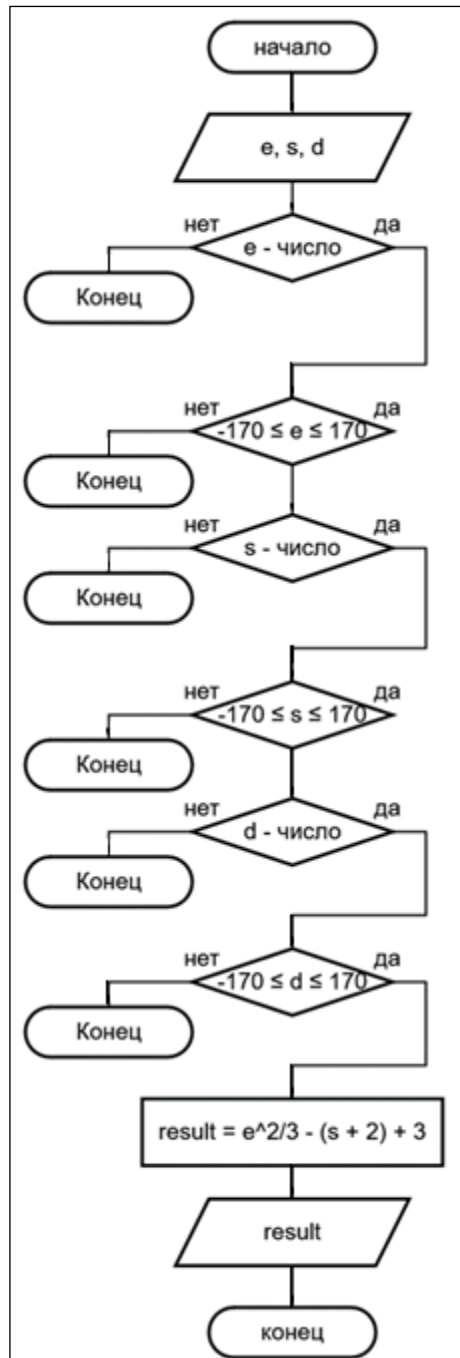 начало
e, s, d
нет
да
e - число
Конец
нет
да
-170 ≤ e ≤ 170
Конец
нет
да
s - число
Конец
нет
да
-170 ≤ s ≤ 170
Конец
нет
да
d - число
Конец
нет
да
-170 ≤ d ≤ 170
Конец
result = e^2/3 - (s + 2) + 3
result
конец